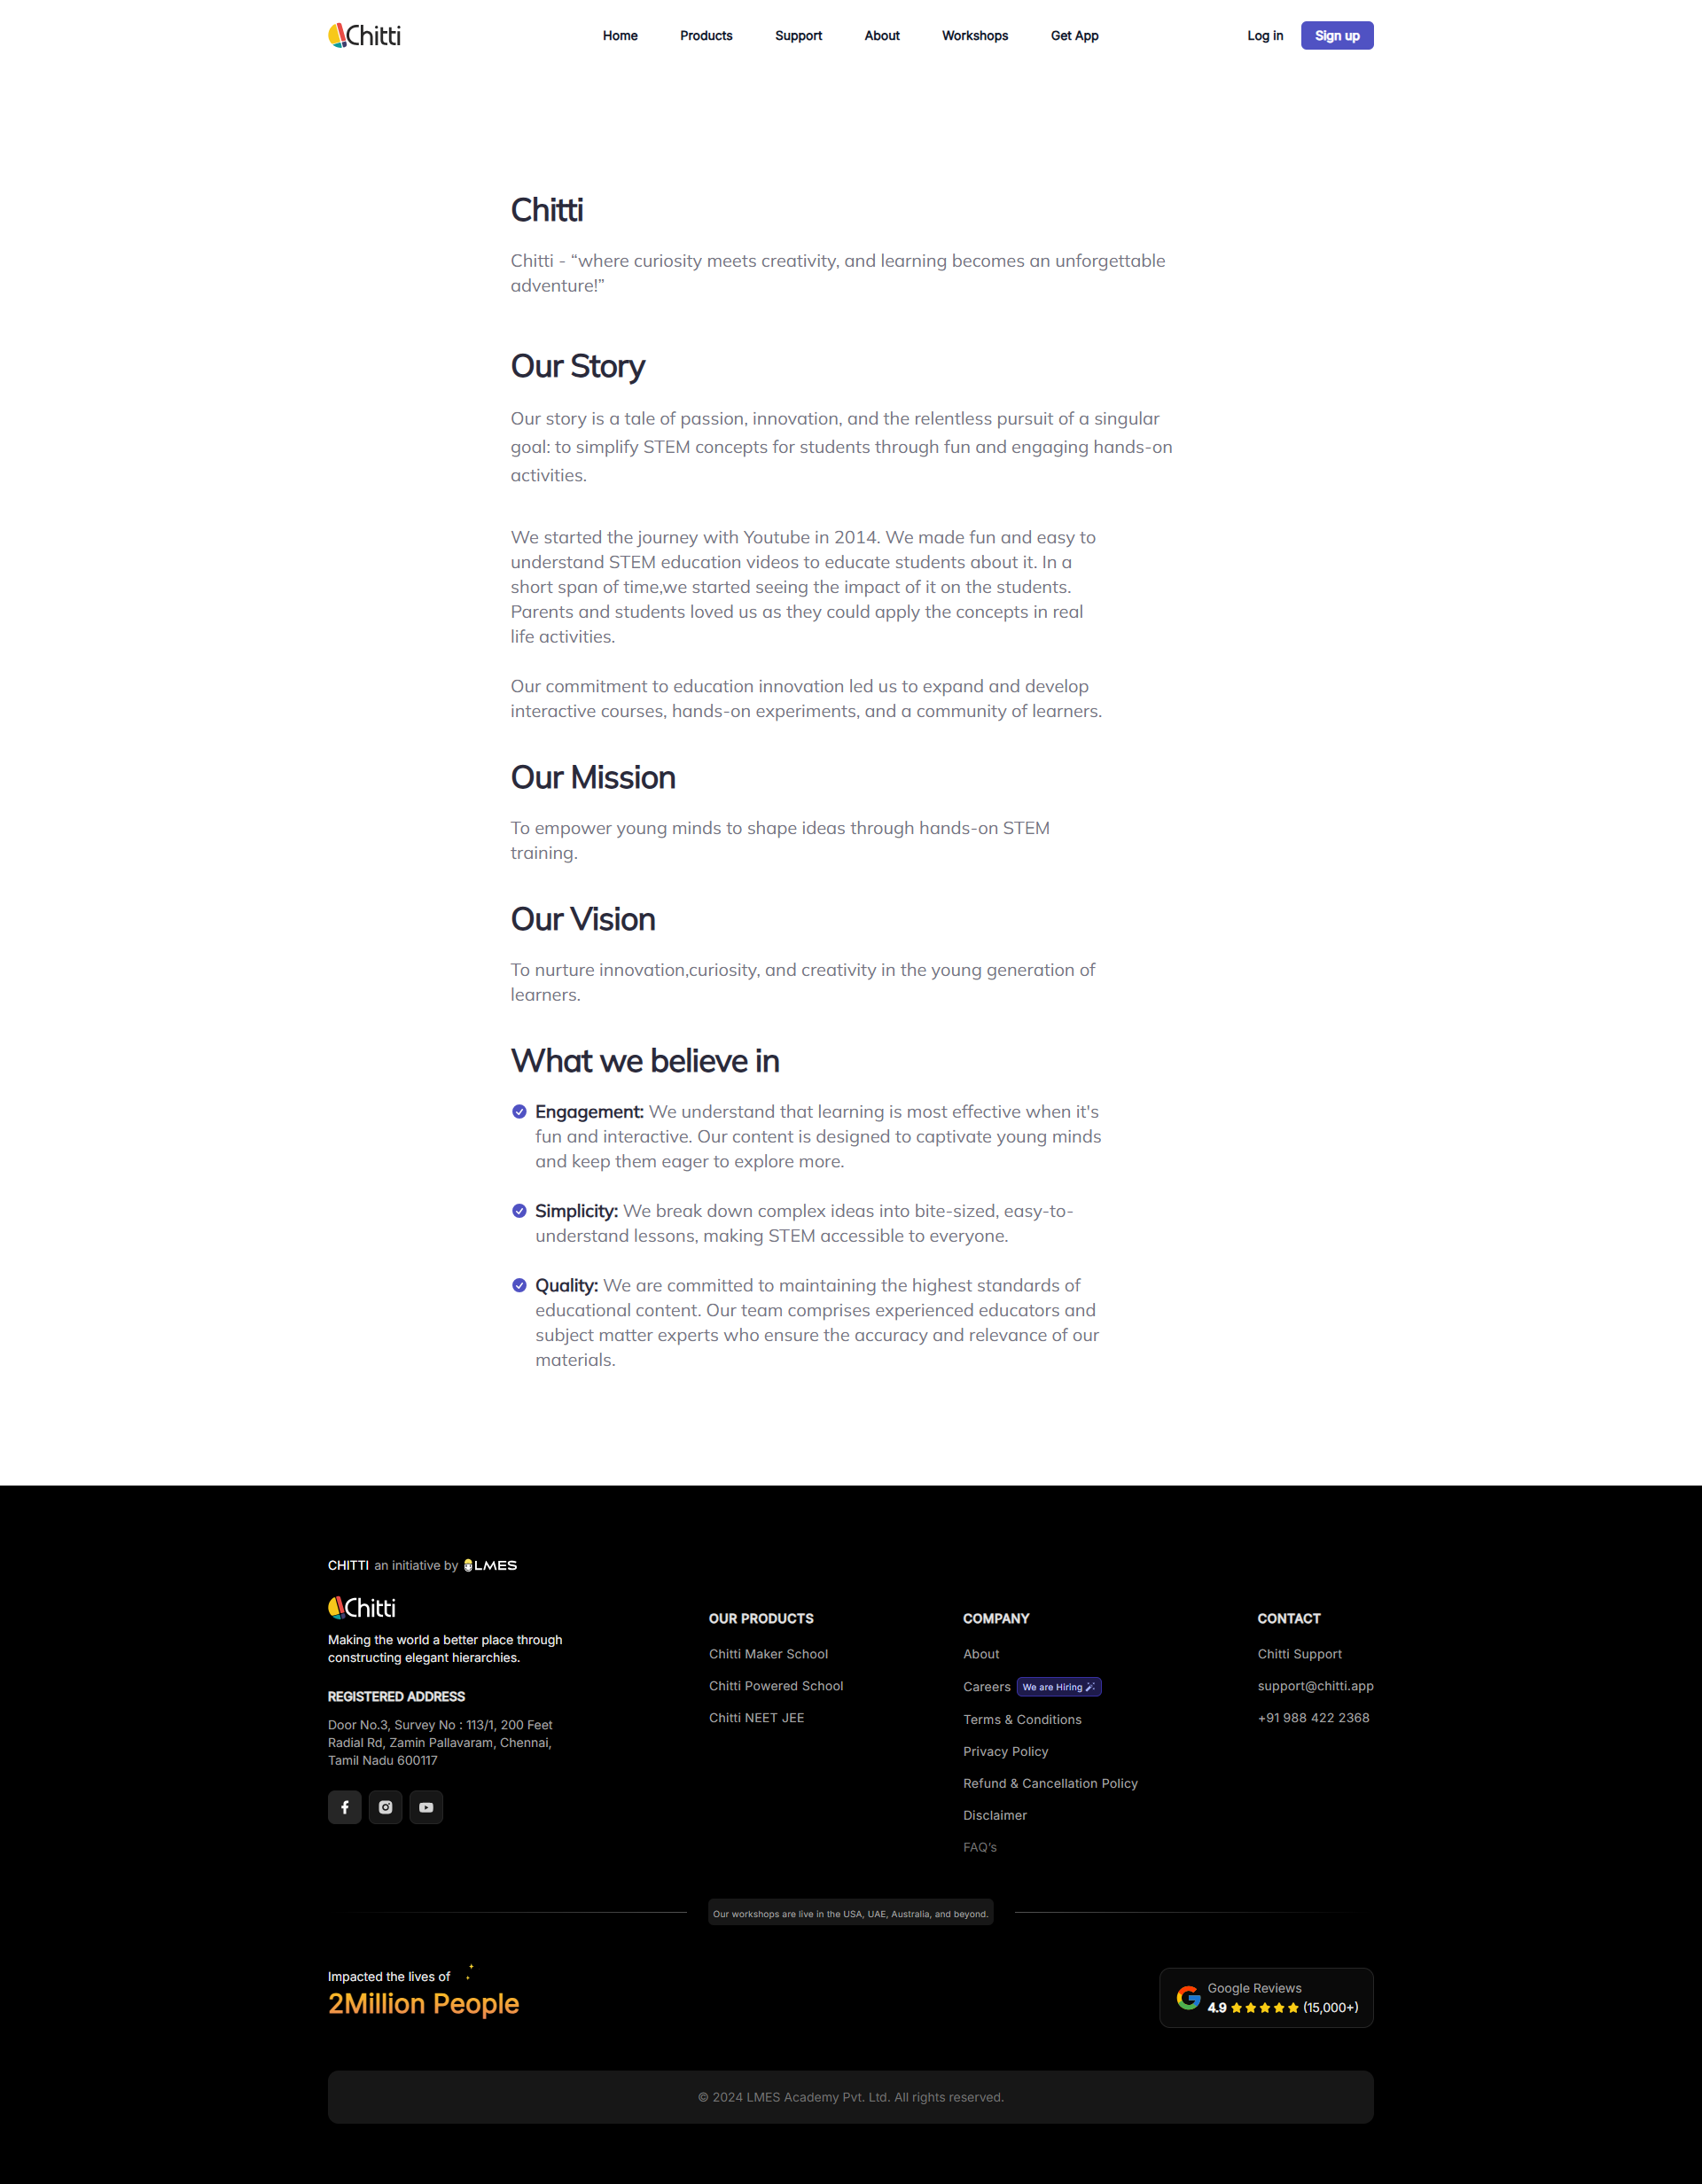 Chitti
Home
Products
Support
About
Workshops
Get App
Log in
Sign up
Chitti
Chitti - “where curiosity meets creativity, and learning becomes an unforgettable
adventure!”
Our Story
Our story is a tale of passion, innovation, and the relentless pursuit of a singular
goal: to simplify STEM concepts for students through fun and engaging hands-on
activities.
We started the journey with Youtube in 2014. We made fun and easy to
understand STEM education videos to educate students about it. In a
short span of time,we started seeing the impact of it on the students.
Parents and students loved us as they could apply the concepts in real
life activities.
Our commitment to education innovation led us to expand and develop
interactive courses, hands-on experiments, and a community of learners.
Our Mission
To empower young minds to shape ideas through hands-on STEM
training.
Our Vision
To nurture innovation,curiosity, and creativity in the young generation of
learners.
What we believe in
Engagement: We understand that learning is most effective when it's
fun and interactive. Our content is designed to captivate young minds
and keep them eager to explore more.
Simplicity: We break down complex ideas into bite-sized, easy-to-
understand lessons, making STEM accessible to everyone.
Quality: We are committed to maintaining the highest standards of
educational content. Our team comprises experienced educators and
subject matter experts who ensure the accuracy and relevance of our
materials.
CHITTI an initiative by LMES
Chitti
Making the world a better place through
constructing elegant hierarchies.
REGISTERED ADDRESS
Door No.3, Survey No : 113/1, 200 Feet
Radial Rd, Zamin Pallavaram, Chennai,
Tamil Nadu 600117
OUR PRODUCTS
Chitti Maker School
Chitti Powered School
Chitti NEET JEE
COMPANY
About
Careers We are Hiring
Terms & Conditions
Privacy Policy
Refund & Cancellation Policy
Disclaimer
FAQ's
CONTACT
Chitti Support
support@chitti.app
+91 988 422 2368
Our workshops are live in the USA, UAE, Australia, and beyond.
Impacted the lives of
2Million People
Google Reviews
4.9 (15,000+)
© 2024 LMES Academy Pvt. Ltd. All rights reserved.